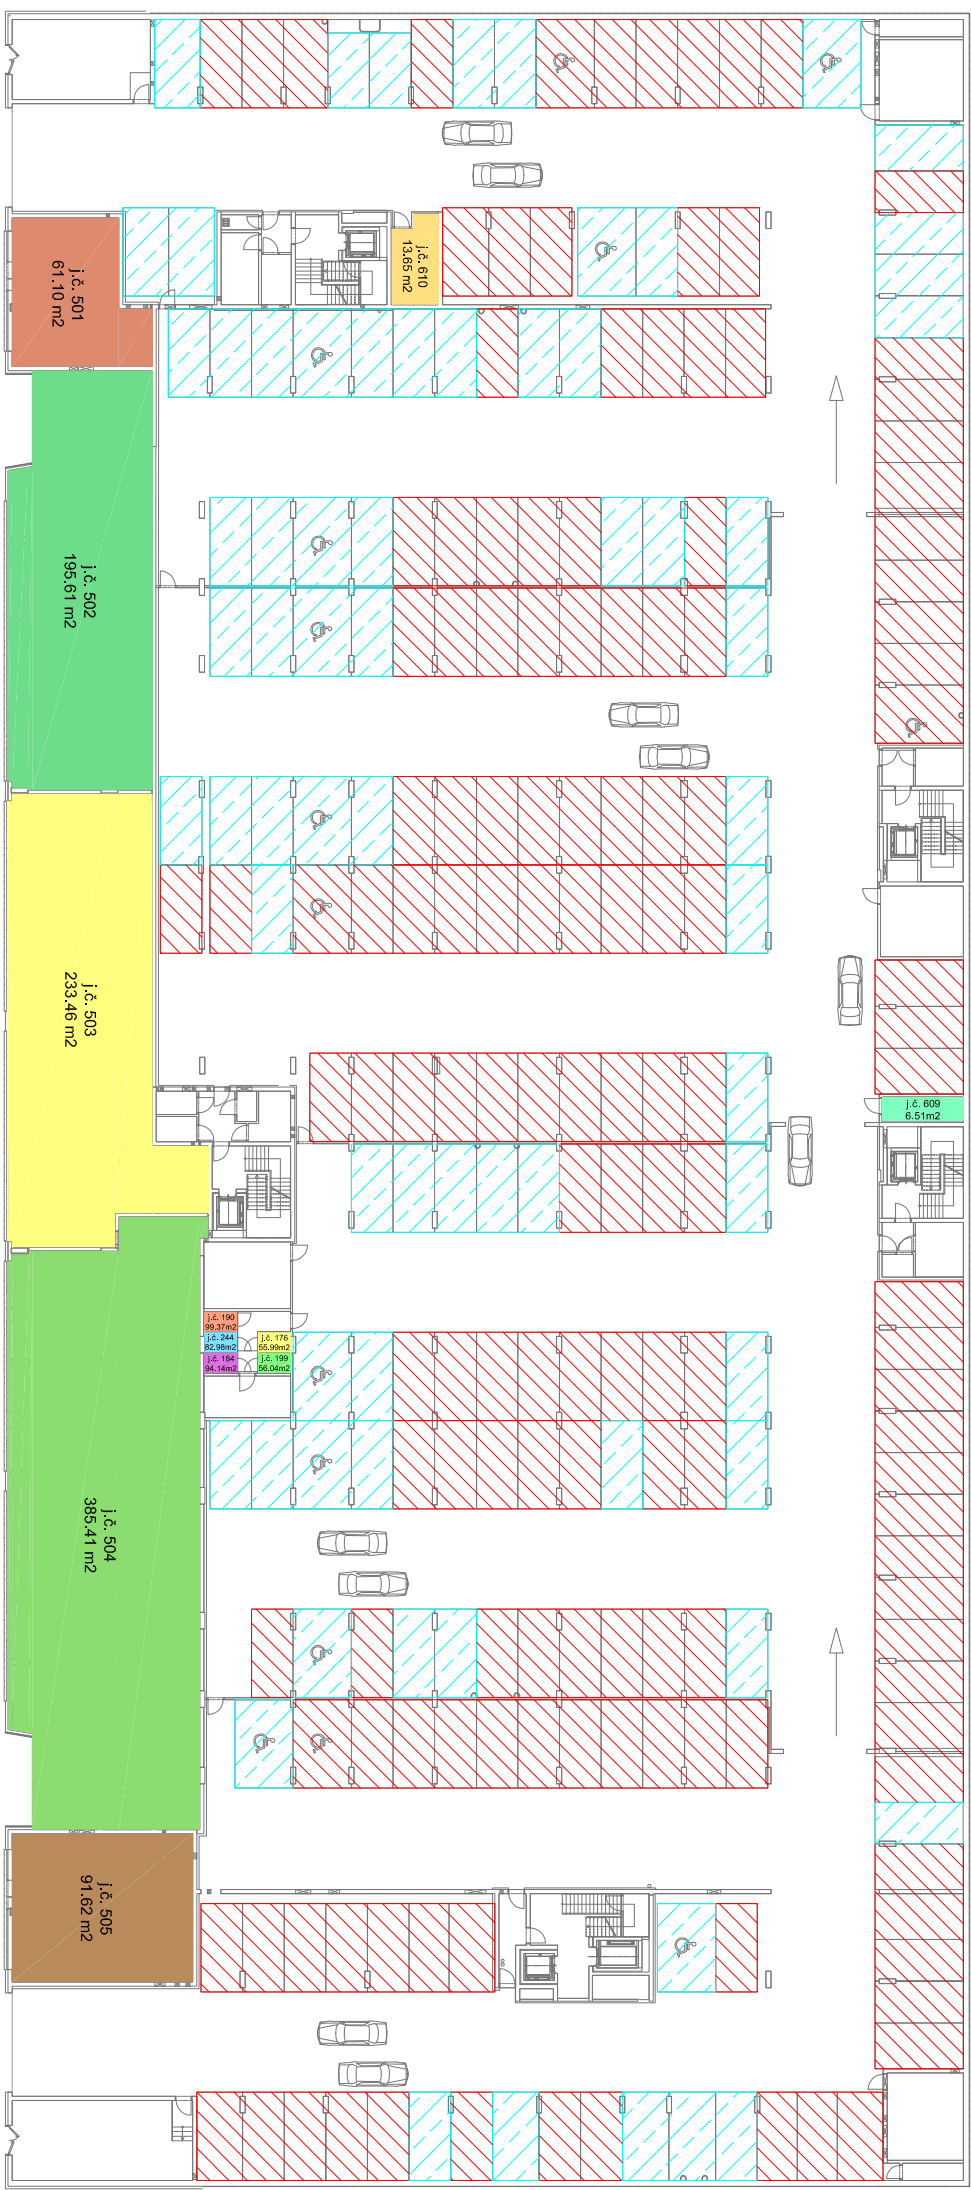 j.č. 610
13.65 m2
j.č. 501
61.10 m2
j.č. 502
195.61 m2
j.č. 503
233.46 m2
j.č. 609
6.51m2
j.č. 190
99.37m2
j.č. 244
82.98m2
j.č. 176
55.99m2
j.č. 184
94.14m2
j.č. 199
56.04m2
j.č. 504
385.41 m2
j.č. 505
91.62 m2